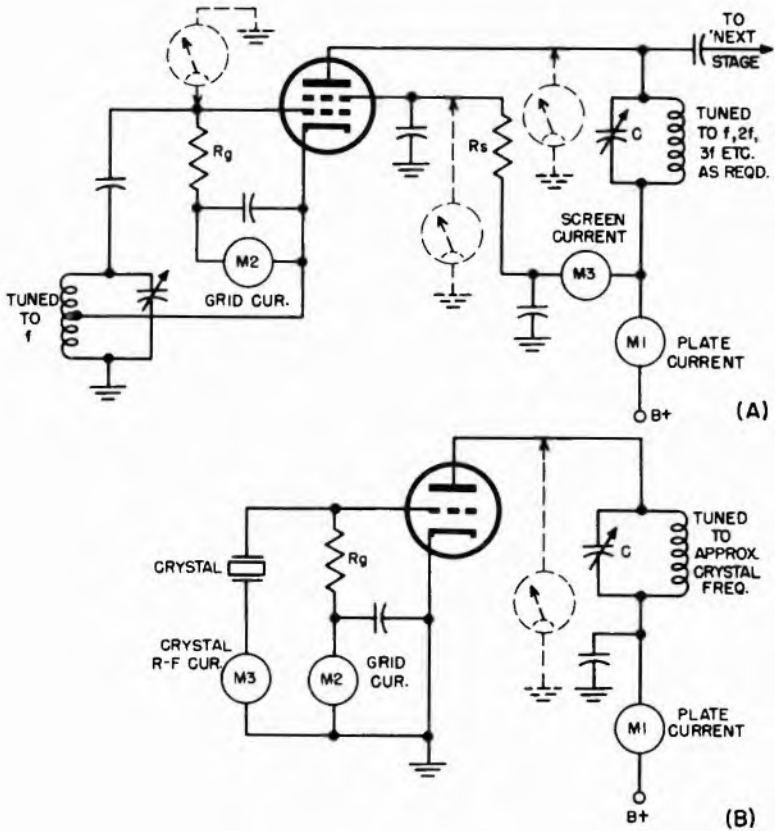 TO
'NEXT
STAGE
Rg
Rs
C
TUNED
TO f, 2f,
3f ETC.
AS REQD.
SCREEN
CURRENT
M2
M3
GRID CUR.
TUNED
TO
f
M1
PLATE
CURRENT
B+
(A)
CRYSTAL
Rg
C
TUNED
TO
APPROX.
CRYSTAL
FREQ.
CRYSTAL
R-F CUR.
M3
M2
GRID
CUR.
M1
PLATE
CURRENT
B+
(B)